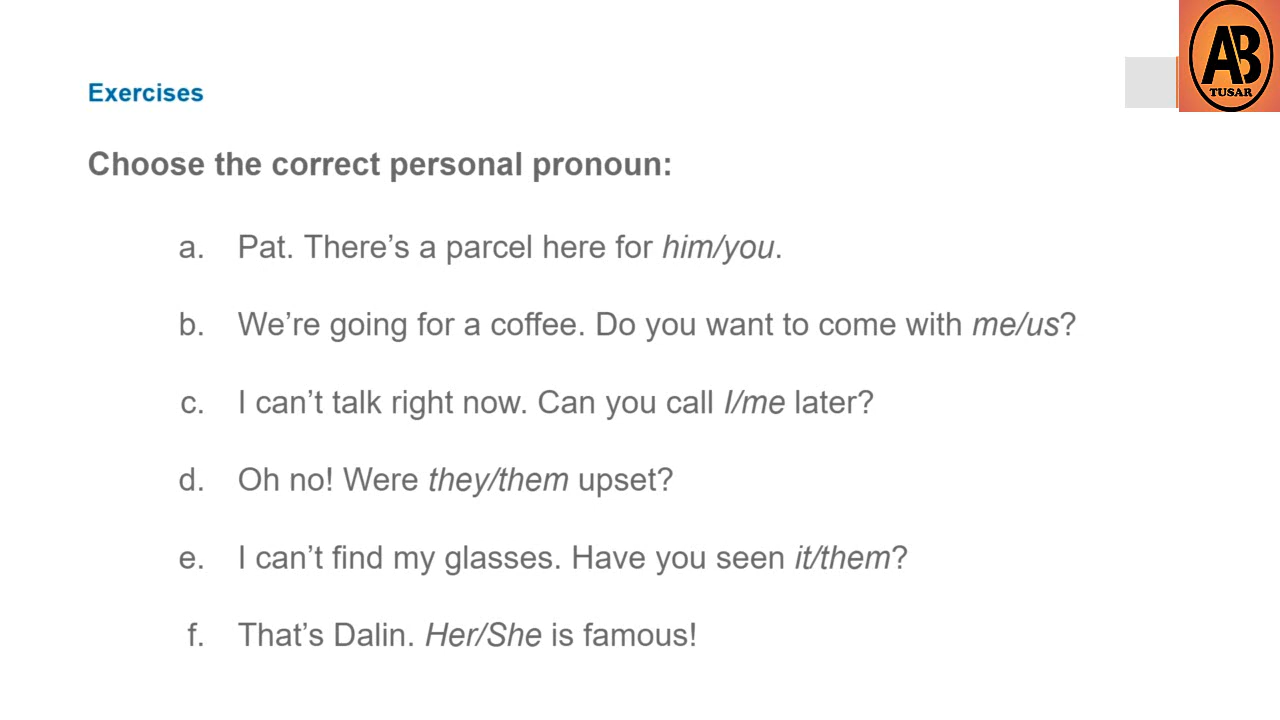 AB
TUSAR
Exercises
Choose the correct personal pronoun:
a. Pat. There’s a parcel here for him/you.
b. We’re going for a coffee. Do you want to come with me/us?
c. I can’t talk right now. Can you call I/me later?
d. Oh no! Were they/them upset?
e. I can’t find my glasses. Have you seen it/them?
f. That’s Dalin. Her/She is famous!